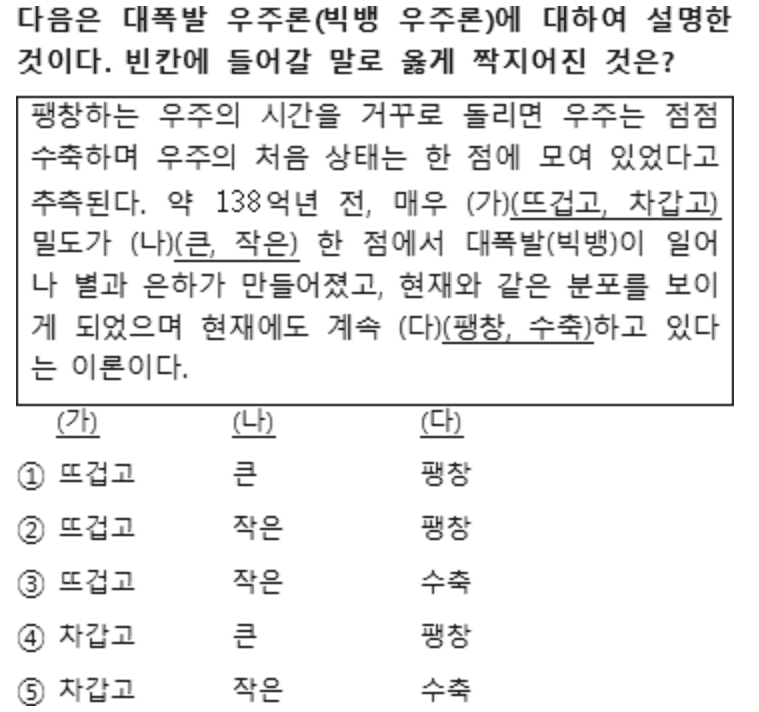 다음은 대폭발 우주론(빅뱅 우주론)에 대하여 설명한
것이다. 빈칸에 들어갈 말로 옳게 짝지어진 것은?
팽창하는 우주의 시간을 거꾸로 돌리면 우주는 점점
수축하며 우주의 처음 상태는 한 점에 모여 있었다고
추측된다. 약 138억년 전, 매우 (가)(뜨겁고, 차갑고)
밀도가 (나)(큰, 작은) 한 점에서 대폭발(빅뱅)이 일어
나 별과 은하가 만들어졌고, 현재와 같은 분포를 보이
게 되었으며 현재에도 계속 (다)(팽창, 수축)하고 있다
는 이론이다.
(가) (나) (다)
① 뜨겁고 큰 팽창
② 뜨겁고 작은 팽창
③ 뜨겁고 작은 수축
④ 차갑고 큰 팽창
⑤ 차갑고 작은 수축